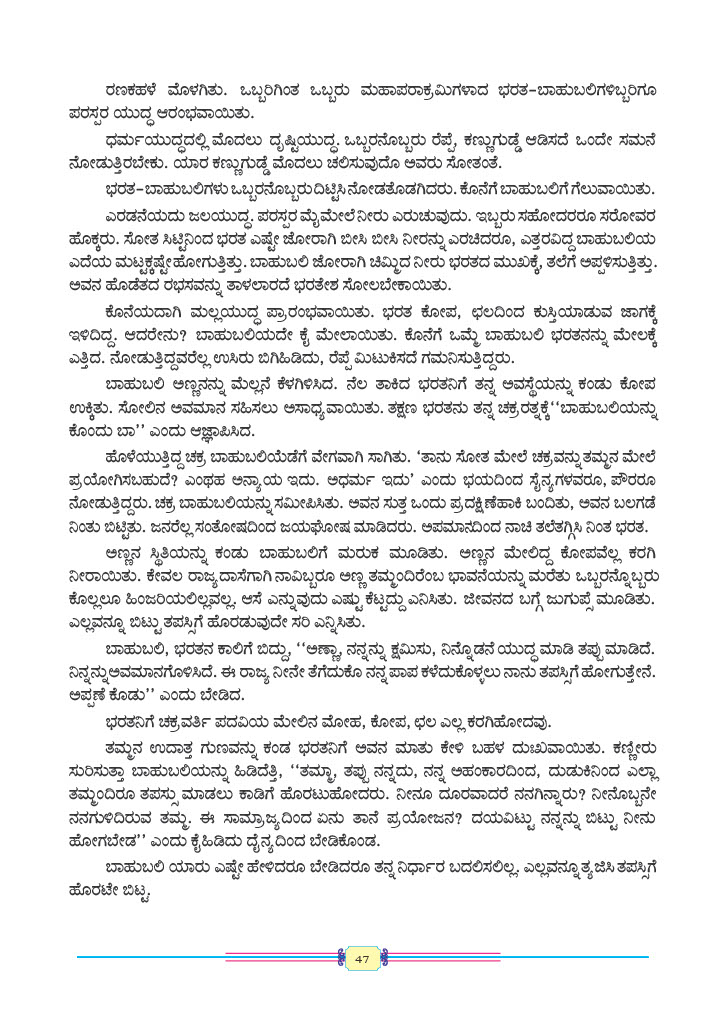 ರಣಕಹಳೆ ಮೊಳಗಿತು. ಒಬ್ಬರಿಗಿಂತ ಒಬ್ಬರು ಮಹಾಪರಾಕ್ರಮಿಗಳಾದ ಭರತ-ಬಾಹುಬಲಿಗಳಿಬ್ಬರಿಗೂ
ಪರಸ್ಪರ ಯುದ್ಧ ಆರಂಭವಾಯಿತು.
ಧರ್ಮಯುದ್ಧದಲ್ಲಿ ಮೊದಲು ದೃಷ್ಟಿಯುದ್ಧ. ಒಬ್ಬರನೊಬ್ಬರು ರೆಪ್ಪೆ, ಕಣ್ಣುಗುಡ್ಡೆ ಆಡಿಸದೆ ಒಂದೇ ಸಮನೆ
ನೋಡುತ್ತಿರಬೇಕು. ಯಾರ ಕಣ್ಣುಗುಡ್ಡೆ ಮೊದಲು ಚಲಿಸುವುದೊ ಅವರು ಸೋತಂತೆ.
ಭರತ-ಬಾಹುಬಲಿಗಳು ಒಬ್ಬರನೊಬ್ಬರು ದಿಟ್ಟಿಸಿ ನೋಡತೊಡಗಿದರು. ಕೊನೆಗೆ ಬಾಹುಬಲಿಗೆ ಗೆಲುವಾಯಿತು.
ಎರಡನೆಯದು ಜಲಯುದ್ಧ. ಪರಸ್ಪರ ಮೈಮೇಲೆ ನೀರು ಎರುಚುವುದು. ಇಬ್ಬರು ಸಹೋದರರೂ ಸರೋವರ
ಹೊಕ್ಕರು. ಸೋತ ಸಿಟ್ಟಿನಿಂದ ಭರತ ಎಷ್ಟೇ ಜೋರಾಗಿ ಬೀಸಿ ಬೀಸಿ ನೀರನ್ನು ಎರಚಿದರೂ, ಎತ್ತರವಿದ್ದ ಬಾಹುಬಲಿಯ
ಎದೆಯ ಮಟ್ಟಕ್ಕಷ್ಟೇ ಹೋಗುತ್ತಿತ್ತು. ಬಾಹುಬಲಿ ಜೋರಾಗಿ ಚಿಮ್ಮಿದ ನೀರು ಭರತದ ಮುಖಕ್ಕೆ, ತಲೆಗೆ ಅಪ್ಪಳಿಸುತ್ತಿತ್ತು.
ಅವನ ಹೊಡೆತದ ರಭಸವನ್ನು ತಾಳಲಾರದೆ ಭರತೇಶ ಸೋಲಬೇಕಾಯಿತು.
ಕೊನೆಯದಾಗಿ ಮಲ್ಲಯುದ್ಧ ಪ್ರಾರಂಭವಾಯಿತು. ಭರತ ಕೋಪ, ಛಲದಿಂದ ಕುಸ್ತಿಯಾಡುವ ಜಾಗಕ್ಕೆ
ಇಳಿದಿದ್ದ. ಆದರೇನು? ಬಾಹುಬಲಿಯದೇ ಕೈ ಮೇಲಾಯಿತು. ಕೊನೆಗೆ ಒಮ್ಮೆ ಬಾಹುಬಲಿ ಭರತನನ್ನು ಮೇಲಕ್ಕೆ
ಎತ್ತಿದ. ನೋಡುತ್ತಿದ್ದವರೆಲ್ಲ ಉಸಿರು ಬಿಗಿಹಿಡಿದು, ರೆಪ್ಪೆ ಮಿಟುಕಿಸದೆ ಗಮನಿಸುತ್ತಿದ್ದರು.
ಬಾಹುಬಲಿ ಅಣ್ಣನನ್ನು ಮೆಲ್ಲನೆ ಕೆಳಗಿಳಿಸಿದ. ನೆಲ ತಾಕಿದ ಭರತನಿಗೆ ತನ್ನ ಅವಸ್ಥೆಯನ್ನು ಕಂಡು ಕೋಪ
ಉಕ್ಕಿತು. ಸೋಲಿನ ಅವಮಾನ ಸಹಿಸಲು ಅಸಾಧ್ಯವಾಯಿತು. ತಕ್ಷಣ ಭರತನು ತನ್ನ ಚಕ್ರರತ್ನಕ್ಕೆ ‘‘ಬಾಹುಬಲಿಯನ್ನು
ಕೊಂದು ಬಾ’’ ಎಂದು ಆಜ್ಞಾಪಿಸಿದ.
ಹೊಳೆಯುತ್ತಿದ್ದ ಚಕ್ರ ಬಾಹುಬಲಿಯೆಡೆಗೆ ವೇಗವಾಗಿ ಸಾಗಿತು. ‘ತಾನು ಸೋತ ಮೇಲೆ ಚಕ್ರವನ್ನು ತಮ್ಮನ ಮೇಲೆ
ಪ್ರಯೋಗಿಸಬಹುದೆ? ಎಂಥಹ ಅನ್ಯಾಯ ಇದು. ಅಧರ್ಮ ಇದು’ ಎಂದು ಭಯದಿಂದ ಸೈನ್ಯಗಳವರೂ, ಪೌರರೂ
ನೋಡುತ್ತಿದ್ದರು. ಚಕ್ರ ಬಾಹುಬಲಿಯನ್ನು ಸಮೀಪಿಸಿತು. ಅವನ ಸುತ್ತ ಒಂದು ಪ್ರದಕ್ಷಿಣೆಹಾಕಿ ಬಂದಿತು, ಅವನ ಬಲಗಡೆ
ನಿಂತು ಬಿಟ್ಟಿತು. ಜನರೆಲ್ಲ ಸಂತೋಷದಿಂದ ಜಯಘೋಷ ಮಾಡಿದರು. ಅಪಮಾನದಿಂದ ನಾಚಿ ತಲೆತಗ್ಗಿಸಿ ನಿಂತ ಭರತ.
ಅಣ್ಣನ ಸ್ಥಿತಿಯನ್ನು ಕಂಡು ಬಾಹುಬಲಿಗೆ ಮರುಕ ಮೂಡಿತು. ಅಣ್ಣನ ಮೇಲಿದ್ದ ಕೋಪವೆಲ್ಲ ಕರಗಿ
ನೀರಾಯಿತು. ಕೇವಲ ರಾಜ್ಯದಾಸೆಗಾಗಿ ನಾವಿಬ್ಬರೂ ಅಣ್ಣ ತಮ್ಮಂದಿರೆಂಬ ಭಾವನೆಯನ್ನು ಮರೆತು ಒಬ್ಬರನ್ನೊಬ್ಬರು
ಕೊಲ್ಲಲೂ ಹಿಂಜರಿಯಲಿಲ್ಲವಲ್ಲ. ಆಸೆ ಎನ್ನುವುದು ಎಷ್ಟು ಕೆಟ್ಟದ್ದು ಎನಿಸಿತು. ಜೀವನದ ಬಗ್ಗೆ ಜುಗುಪ್ಸೆ ಮೂಡಿತು.
ಎಲ್ಲವನ್ನೂ ಬಿಟ್ಟು ತಪಸ್ಸಿಗೆ ಹೊರಡುವುದೇ ಸರಿ ಎನ್ನಿಸಿತು.
ಬಾಹುಬಲಿ, ಭರತನ ಕಾಲಿಗೆ ಬಿದ್ದು, ‘‘ಅಣ್ಣಾ, ನನ್ನನ್ನು ಕ್ಷಮಿಸು, ನಿನ್ನೊಡನೆ ಯುದ್ಧ ಮಾಡಿ ತಪ್ಪು ಮಾಡಿದೆ.
ನಿನ್ನನ್ನು ಅವಮಾನಗೊಳಿಸಿದೆ. ಈ ರಾಜ್ಯ ನೀನೇ ತೆಗೆದುಕೊ ನನ್ನ ಪಾಪ ಕಳೆದುಕೊಳ್ಳಲು ನಾನು ತಪಸ್ಸಿಗೆ ಹೋಗುತ್ತೇನೆ.
ಅಪ್ಪಣೆ ಕೊಡು’’ ಎಂದು ಬೇಡಿದ.
ಭರತನಿಗೆ ಚಕ್ರವರ್ತಿ ಪದವಿಯ ಮೇಲಿನ ಮೋಹ, ಕೋಪ, ಛಲ ಎಲ್ಲ ಕರಗಿಹೋದವು.
ತಮ್ಮನ ಉದಾತ್ತ ಗುಣವನ್ನು ಕಂಡ ಭರತನಿಗೆ ಅವನ ಮಾತು ಕೇಳಿ ಬಹಳ ದುಃಖವಾಯಿತು. ಕಣ್ಣೀರು
ಸುರಿಸುತ್ತಾ ಬಾಹುಬಲಿಯನ್ನು ಹಿಡಿದೆತ್ತಿ, ‘‘ತಮ್ಮಾ, ತಪ್ಪು ನನ್ನದು, ನನ್ನ ಅಹಂಕಾರದಿಂದ, ದುಡುಕಿನಿಂದ ಎಲ್ಲಾ
ತಮ್ಮಂದಿರೂ ತಪಸ್ಸು ಮಾಡಲು ಕಾಡಿಗೆ ಹೊರಟುಹೋದರು. ನೀನೂ ದೂರವಾದರೆ ನನಗಿನ್ನಾರು? ನೀನೊಬ್ಬನೇ
ನನಗುಳಿದಿರುವ ತಮ್ಮ. ಈ ಸಾಮ್ರಾಜ್ಯದಿಂದ ಏನು ತಾನೆ ಪ್ರಯೋಜನ? ದಯವಿಟ್ಟು ನನ್ನನ್ನು ಬಿಟ್ಟು ನೀನು
ಹೋಗಬೇಡ’’ ಎಂದು ಕೈಹಿಡಿದು ದೈನ್ಯದಿಂದ ಬೇಡಿಕೊಂಡ.
ಬಾಹುಬಲಿ ಯಾರು ಎಷ್ಟೇ ಹೇಳಿದರೂ ಬೇಡಿದರೂ ತನ್ನ ನಿರ್ಧಾರ ಬದಲಿಸಲಿಲ್ಲ. ಎಲ್ಲವನ್ನೂ ತ್ಯಜಿಸಿ ತಪಸ್ಸಿಗೆ
ಹೊರಟೇ ಬಿಟ್ಟ.
47